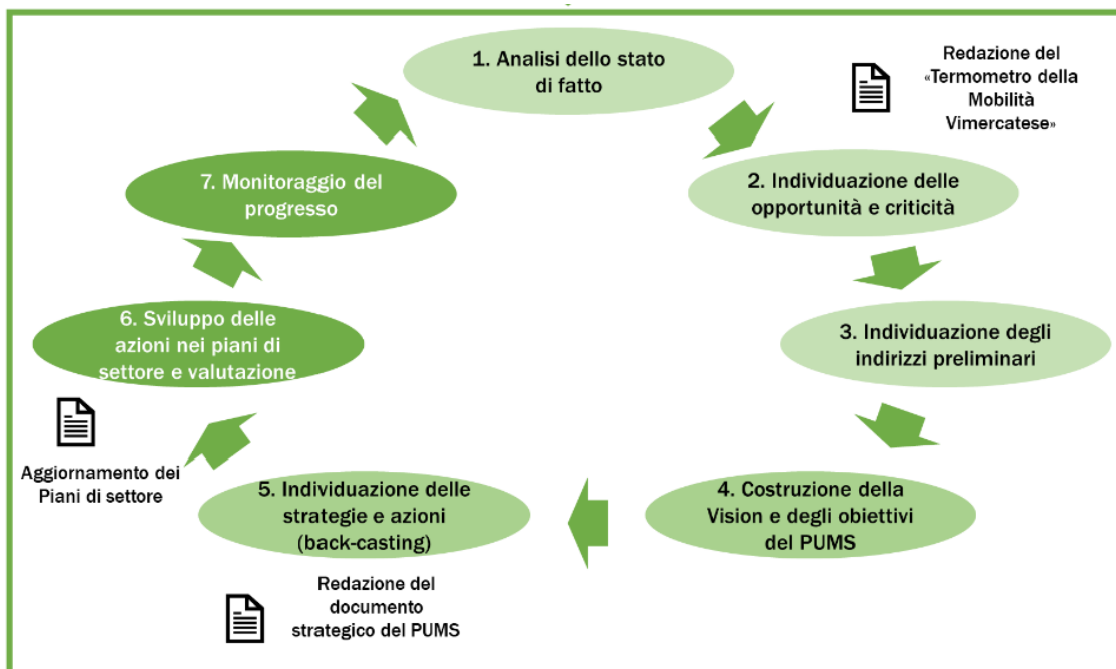 1. Analisi dello stato
di fatto
Redazione del
«Termometro della
Mobilità
Vimercatese»
2. Individuazione delle
opportunità e criticità
3. Individuazione degli
indirizzi preliminari
4. Costruzione della
Vision e degli obiettivi
del PUMS
5. Individuazione delle
strategie e azioni
(back-casting)
Redazione del
documento
strategico del PUMS
6. Sviluppo delle
azioni nei piani di
settore e valutazione
Aggiornamento dei
Piani di settore
7. Monitoraggio del
progresso